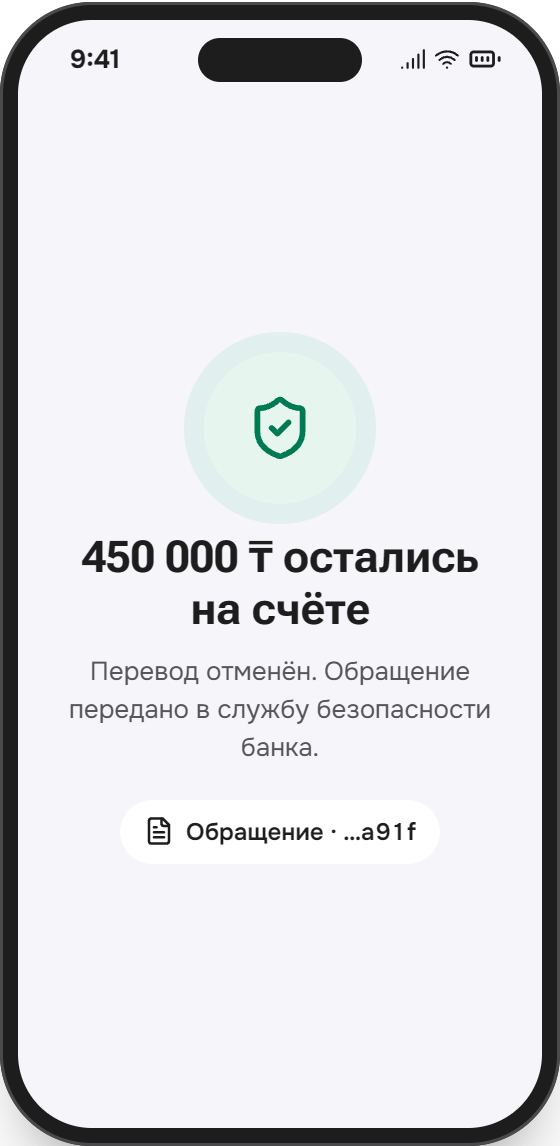 9:41
450 000 ₸ остались
на счёте
Перевод отменён. Обращение
передано в службу безопасности
банка.
Обращение · …a91f